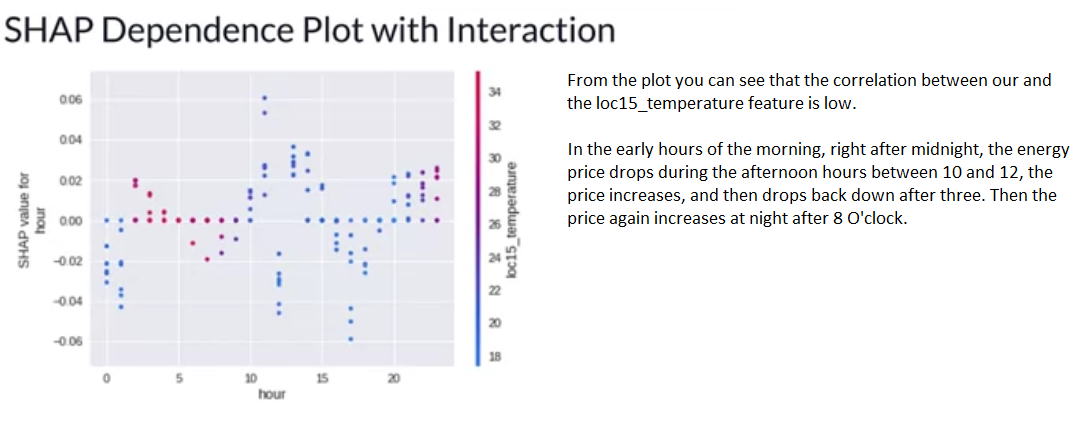 SHAP Dependence Plot with Interaction
0.06
0.04
0.02
0.00
-0.02
-0.04
-0.06
SHAP value for
hour
0
5
10
15
20
hour
34
32
30
28
26
24
22
20
18
loc15_temperature
From the plot you can see that the correlation between our and
the loc15_temperature feature is low.
In the early hours of the morning, right after midnight, the energy
price drops during the afternoon hours between 10 and 12, the
price increases, and then drops back down after three. Then the
price again increases at night after 8 O'clock.